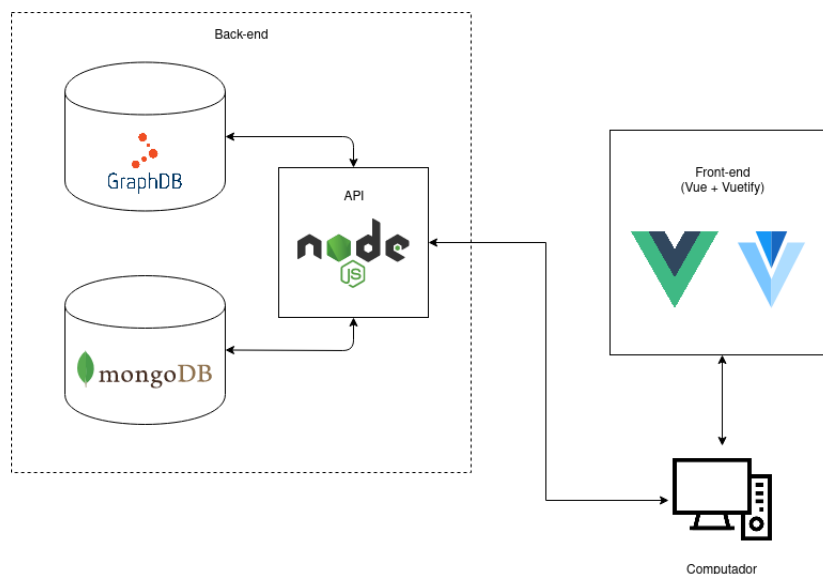 Back-end
GraphDB
API
node
JS
mongoDB
Front-end
(Vue + Vuetify)
Computador